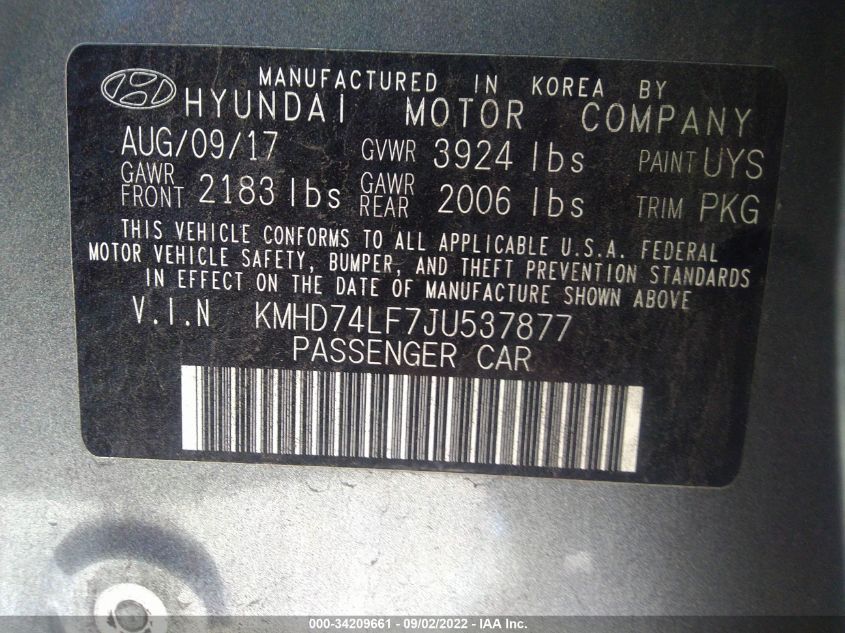 MANUFACTURED IN KOREA BY
HYUNDAI MOTOR COMPANY
AUG/09/17 GVWR 3924 lbs PAINT UYS
GAWR FRONT 2183 lbs GAWR REAR 2006 lbs TRIM PKG
THIS VEHICLE CONFORMS TO ALL APPLICABLE U.S.A. FEDERAL
MOTOR VEHICLE SAFETY, BUMPER, AND THEFT PREVENTION STANDARDS
IN EFFECT ON THE DATE OF MANUFACTURE SHOWN ABOVE
V.I.N KMHD74LF7JU537877
PASSENGER CAR
000-34209661 - 09/02/2022 - IAA Inc.